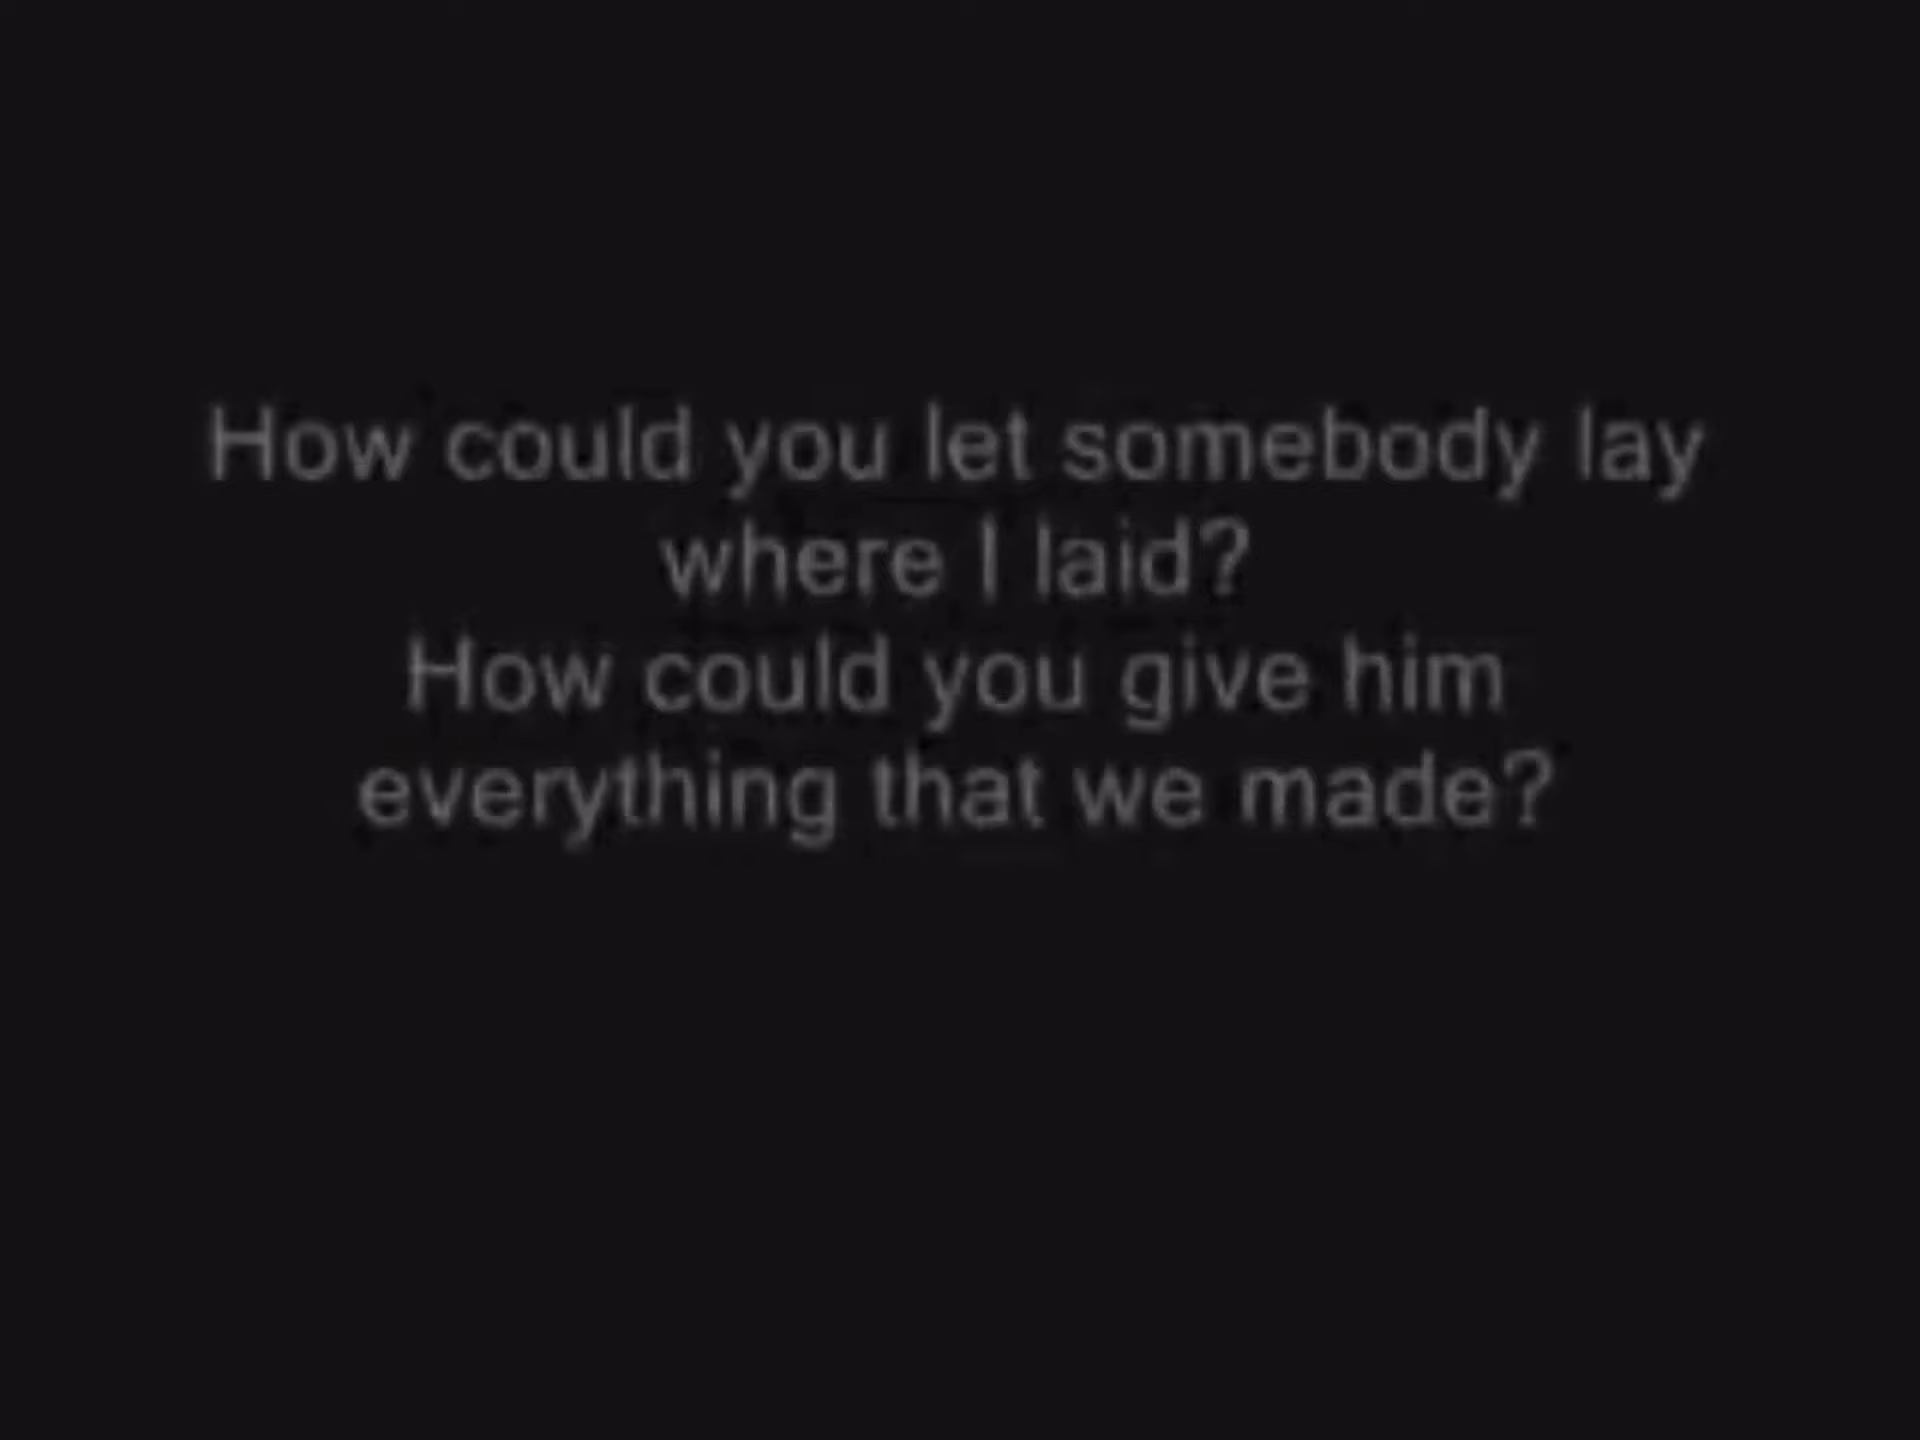 How could you let somebody lay
where I laid?
How could you give him
everything that we made?